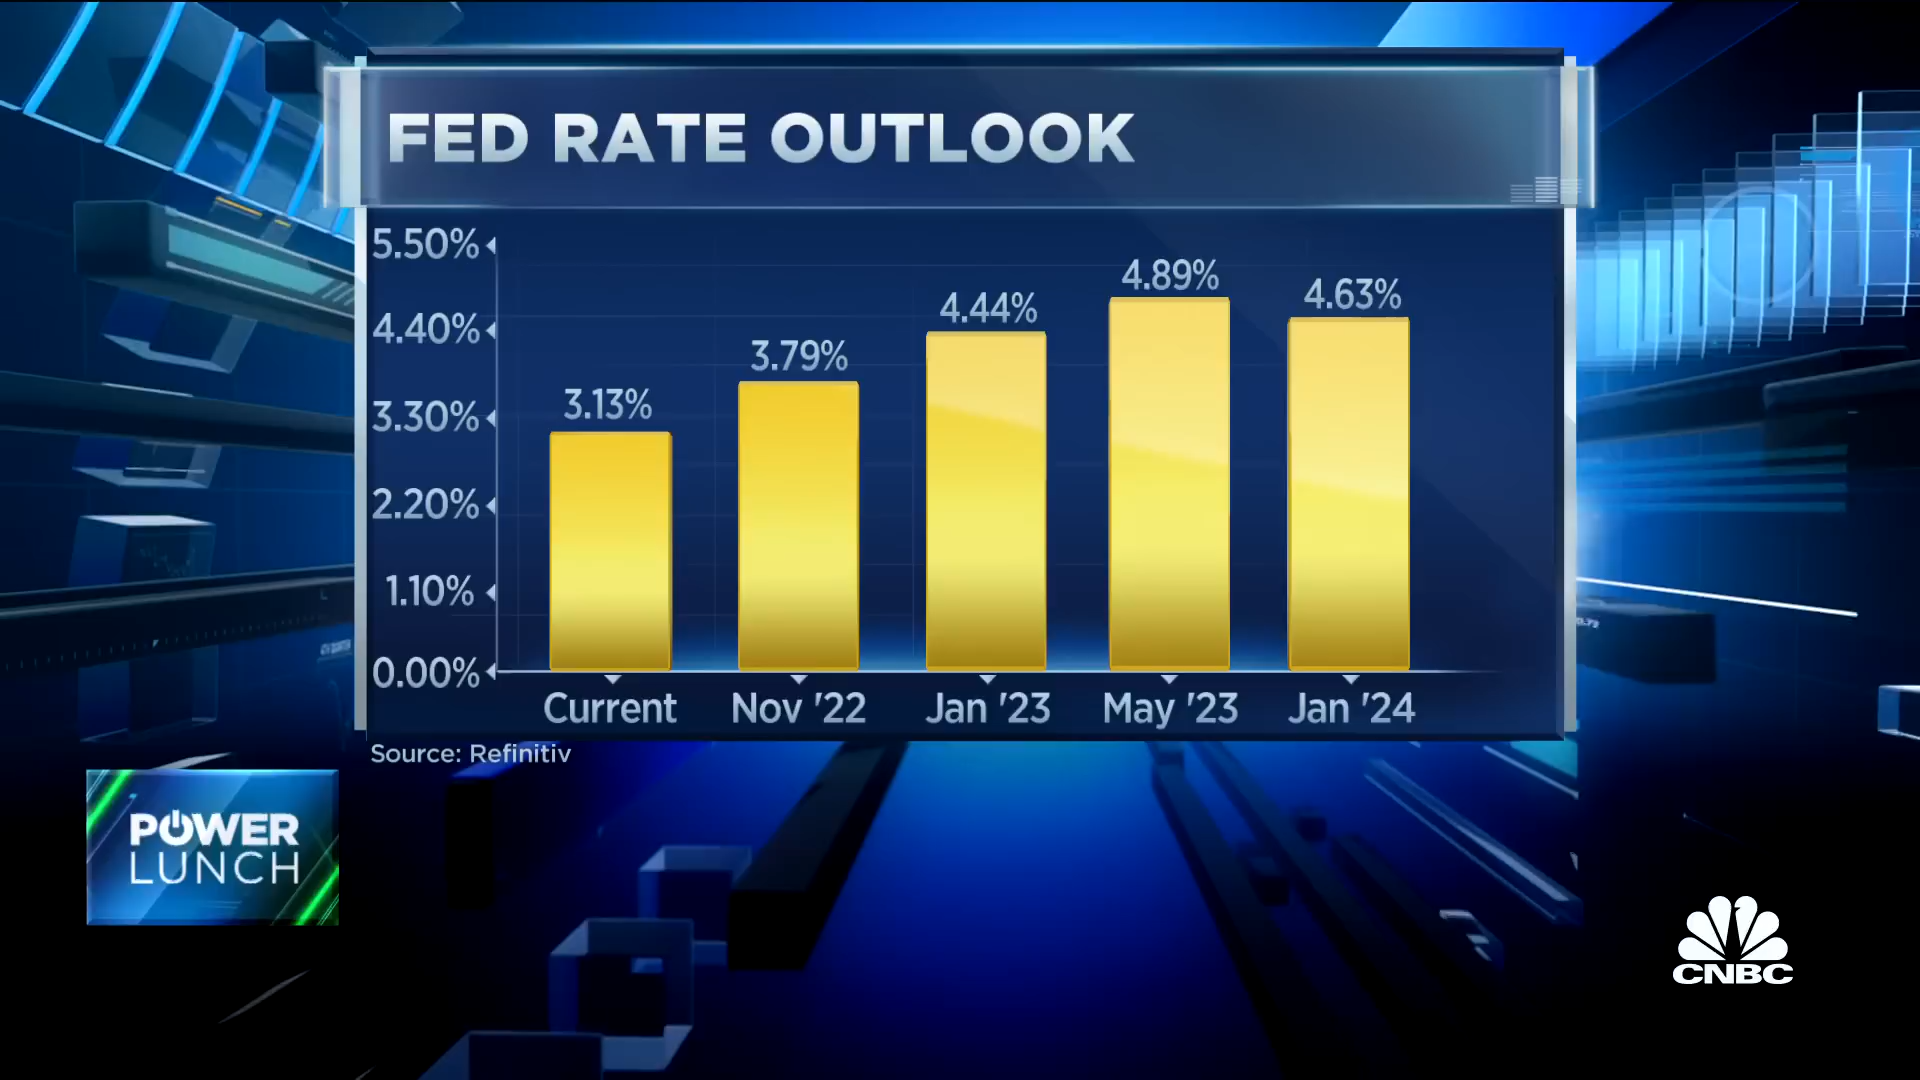 FED RATE OUTLOOK
5.50%
4.40%
3.30%
2.20%
1.10%
0.00%
3.13%
3.79%
4.44%
4.89%
4.63%
Current
Nov '22
Jan '23
May '23
Jan '24
Source: Refinitiv
POWER
LUNCH
CNBC